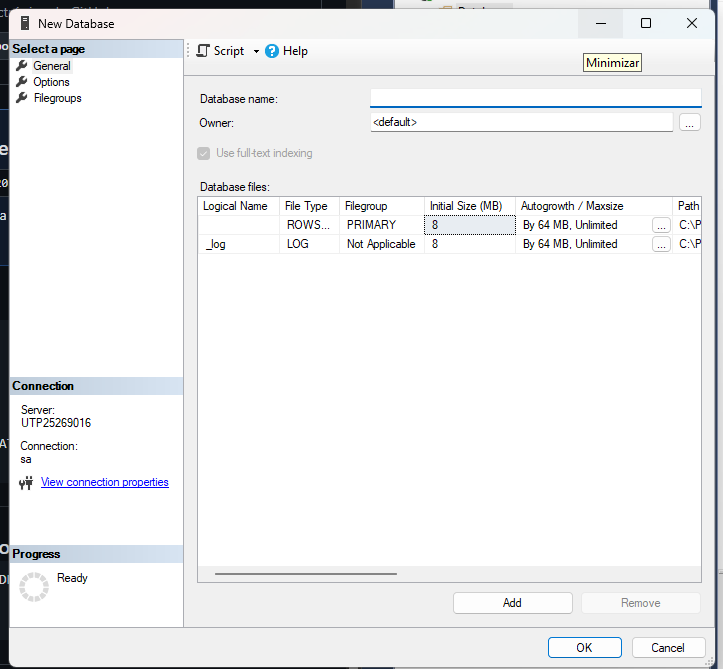 New Database
Minimizar
Select a page
General
Options
Filegroups
Script
Help
Database name:
Owner:
<default>
...
Use full-text indexing
Database files:
Logical Name File Type Filegroup Initial Size (MB) Autogrowth / Maxsize Path
ROWS... PRIMARY 8 By 64 MB, Unlimited ... C:\P
_log LOG Not Applicable 8 By 64 MB, Unlimited ... C:\P
Connection
Server:
UTP25269016
Connection:
sa
View connection properties
Progress
Ready
Add
Remove
OK
Cancel